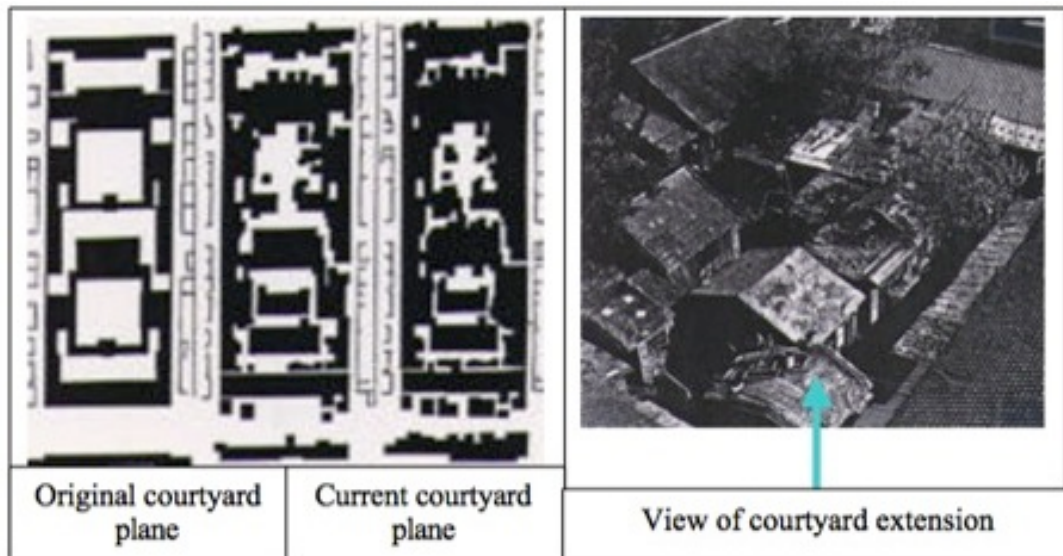 Original courtyard
plane
Current courtyard
plane
View of courtyard extension